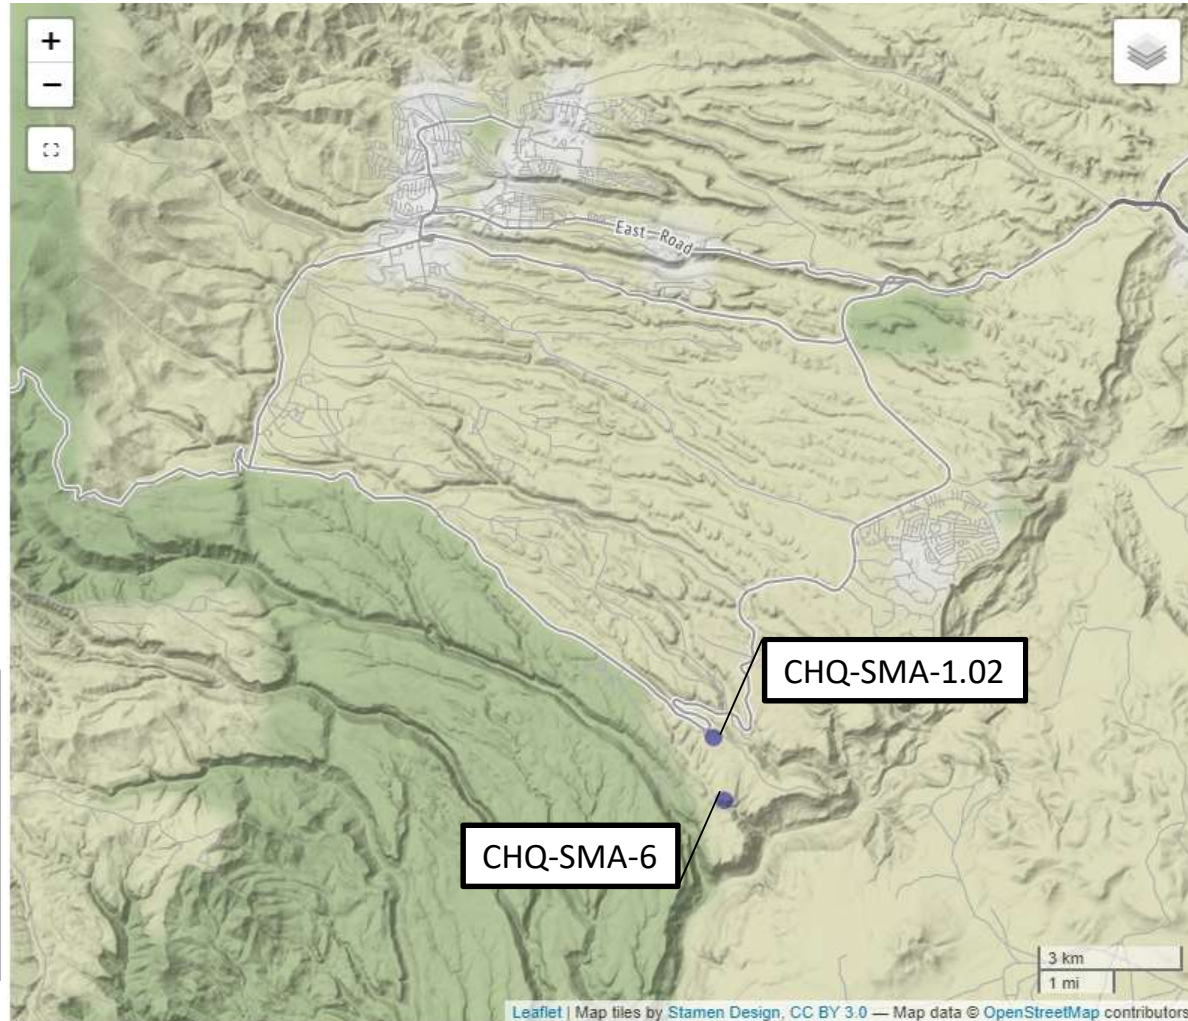 +
−
East Road
CHQ-SMA-1.02
CHQ-SMA-6
3 km
1 mi
Leaflet | Map tiles by Stamen Design, CC BY 3.0 — Map data © OpenStreetMap contributors